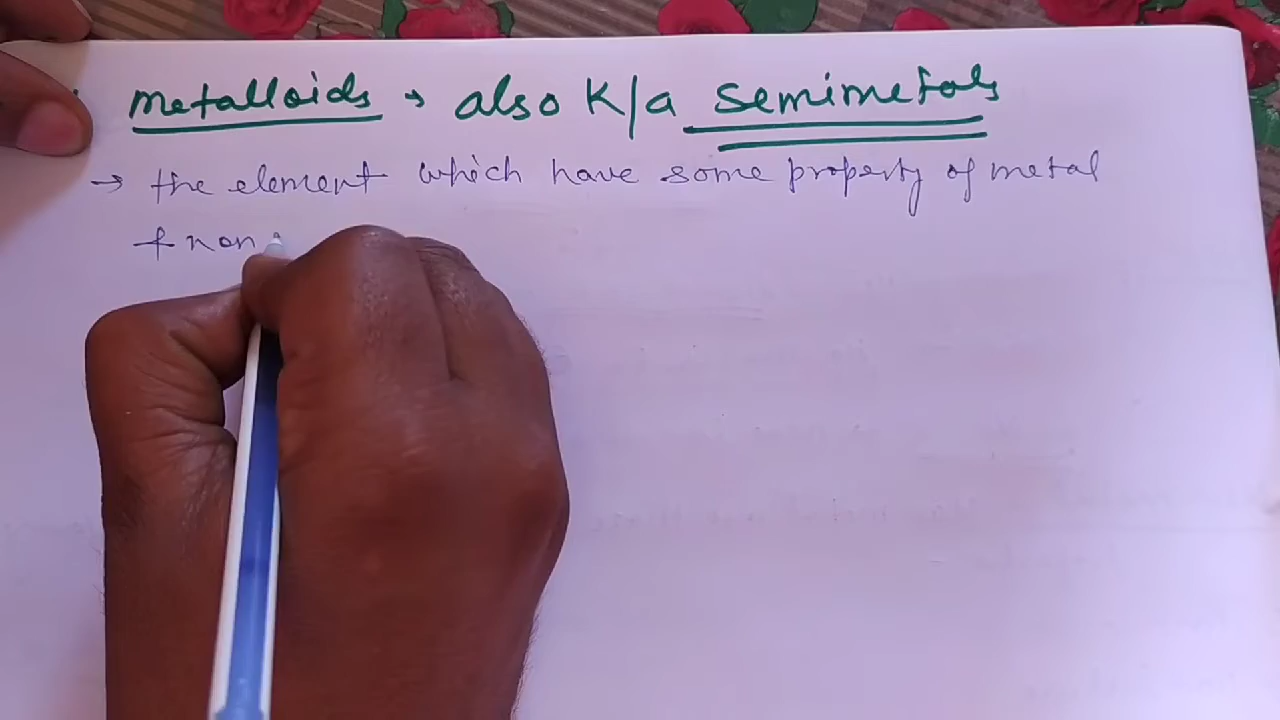 metalloids → also K/a semimetals
→ the element which have some property of metal
+ non